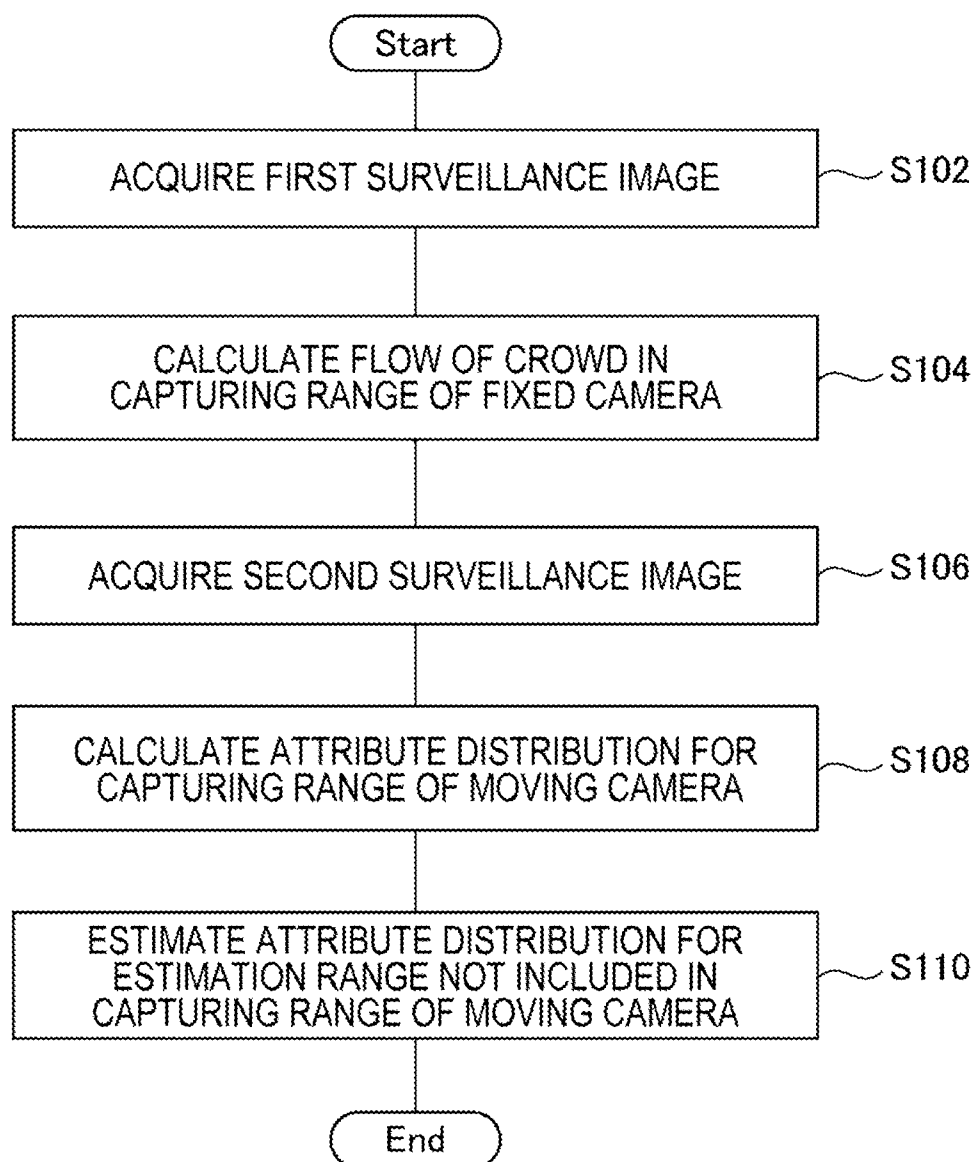 Start
ACQUIRE FIRST SURVEILLANCE IMAGE
S102
CALCULATE FLOW OF CROWD IN
CAPTURING RANGE OF FIXED CAMERA
S104
ACQUIRE SECOND SURVEILLANCE IMAGE
S106
CALCULATE ATTRIBUTE DISTRIBUTION FOR
CAPTURING RANGE OF MOVING CAMERA
S108
ESTIMATE ATTRIBUTE DISTRIBUTION FOR
ESTIMATION RANGE NOT INCLUDED IN
CAPTURING RANGE OF MOVING CAMERA
S110
End